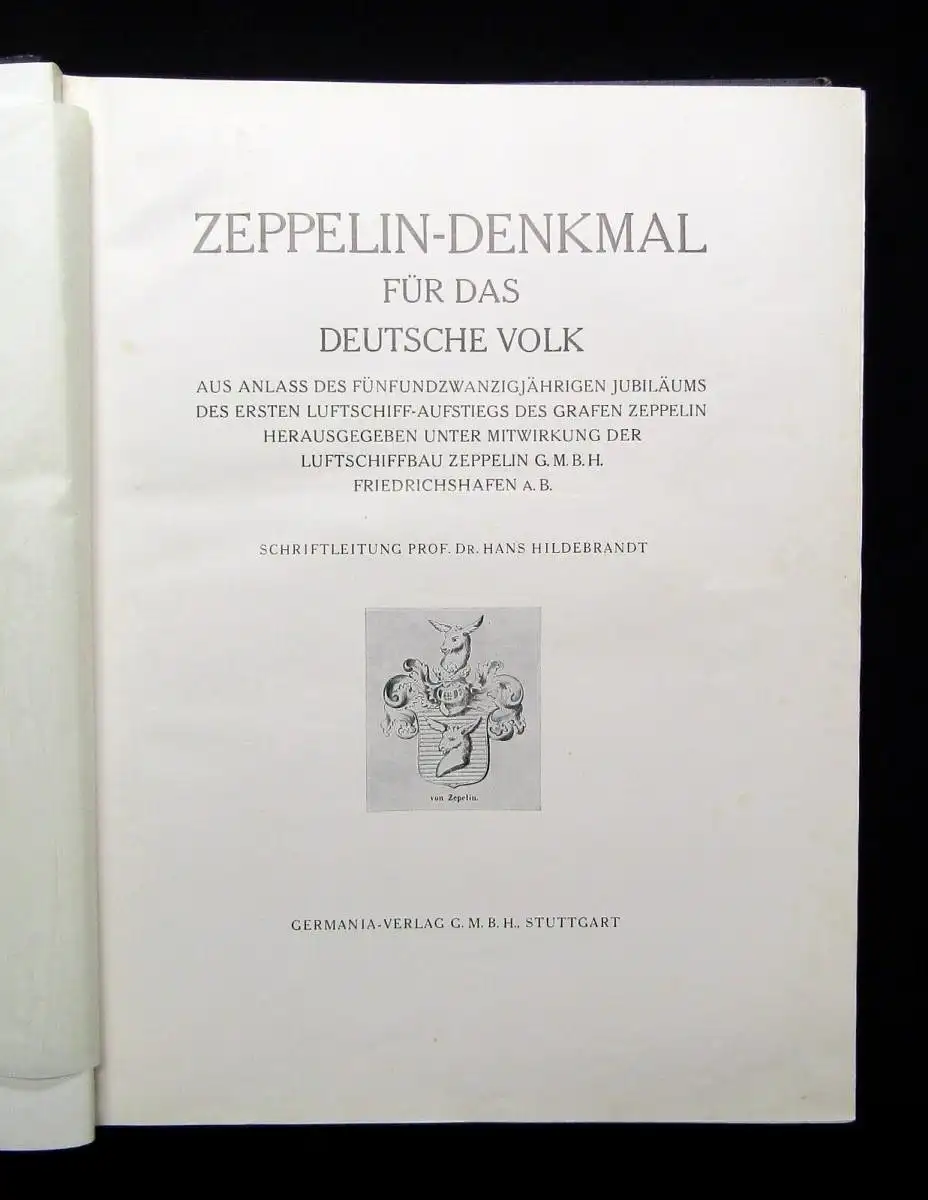 ZEPPELIN-DENKMAL
FÜR DAS
DEUTSCHE VOLK
AUS ANLASS DES FÜNFUNDZWANZIGJÄHRIGEN JUBILÄUMS
DES ERSTEN LUFTSCHIFF-AUFSTIEGS DES GRAFEN ZEPPELIN
HERAUSGEGEBEN UNTER MITWIRKUNG DER
LUFTSCHIFFBAU ZEPPELIN G. M. B. H.
FRIEDRICHSHAFEN A. B.
SCHRIFTLEITUNG PROF. DR. HANS HILDEBRANDT
von Zepelin.
GERMANIA-VERLAG G. M. B. H., STUTTGART